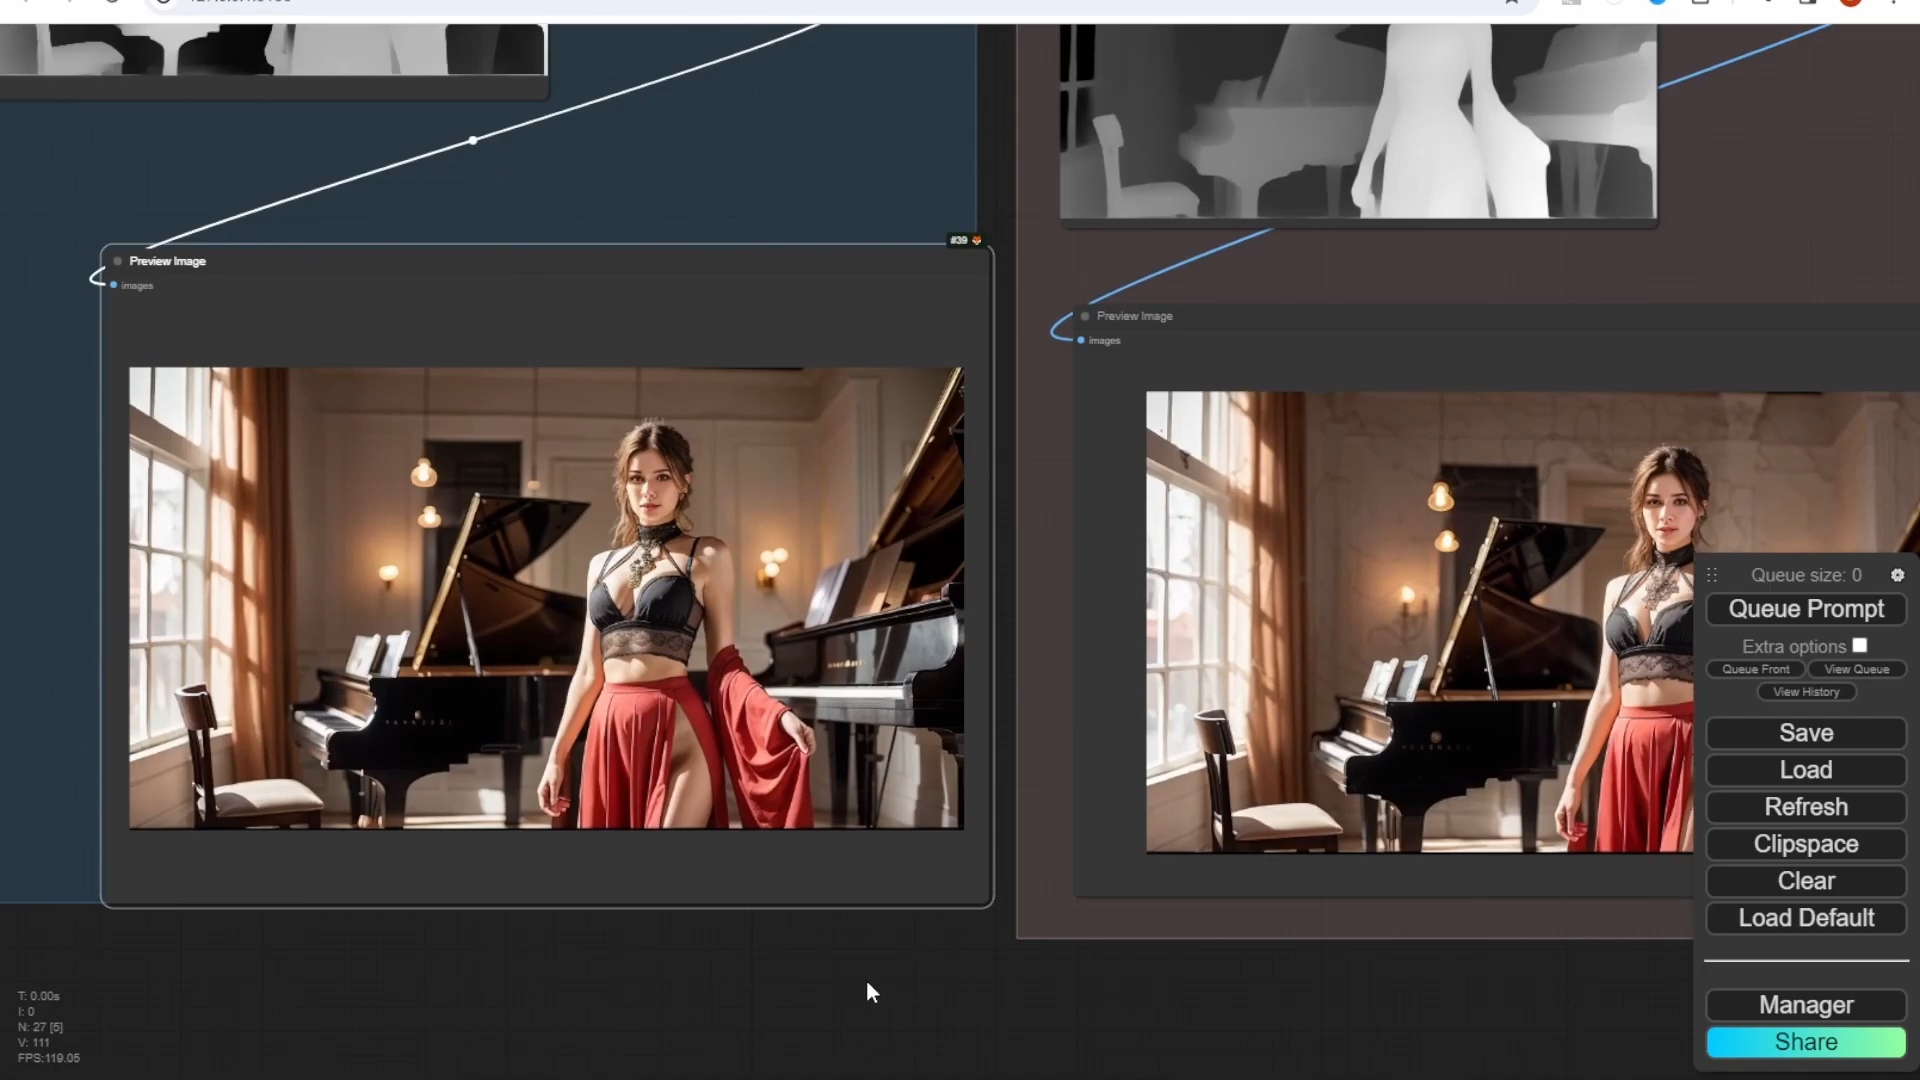 #39
Preview Image
images
Preview Image
images
Queue size: 0
Queue Prompt
Extra options
Queue Front
View Queue
View History
Save
Load
Refresh
Clipspace
Clear
Load Default
Manager
Share
T: 0.00s
I: 0
N: 27 [5]
V: 111
FPS:119.05